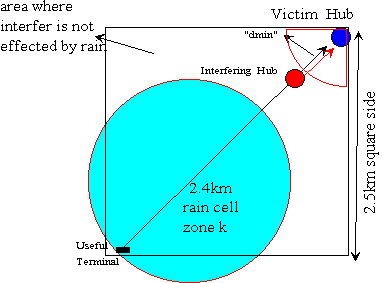 area where
interfer is not
effected by rain
Victim Hub
"dmin"
Interfering Hub
2.5km square side
2.4km
rain cell
zone k
Useful
Terminal